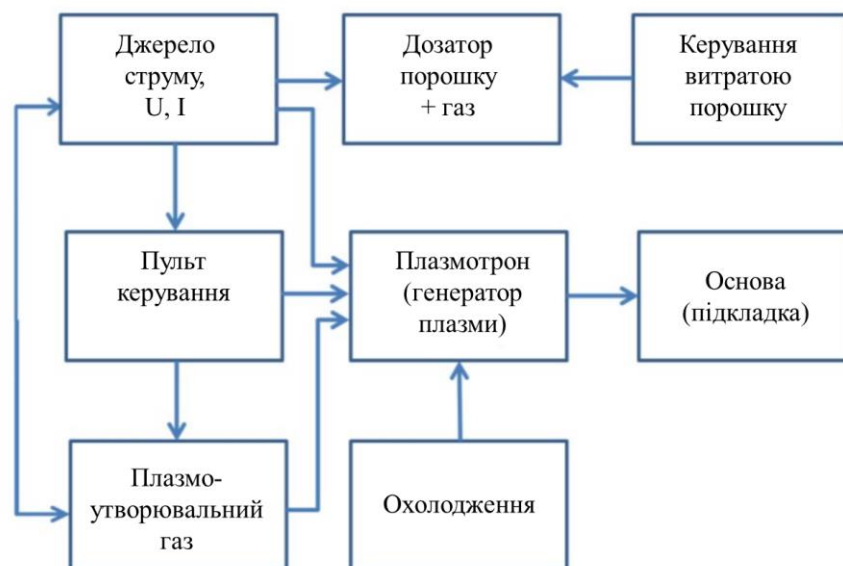 Джерело
струму,
U, I
Дозатор
порошку
+ газ
Керування
витратою
порошку
Пульт
керування
Плазмотрон
(генератор
плазми)
Основа
(підкладка)
Плазмо-
утворювальний
газ
Охолодження